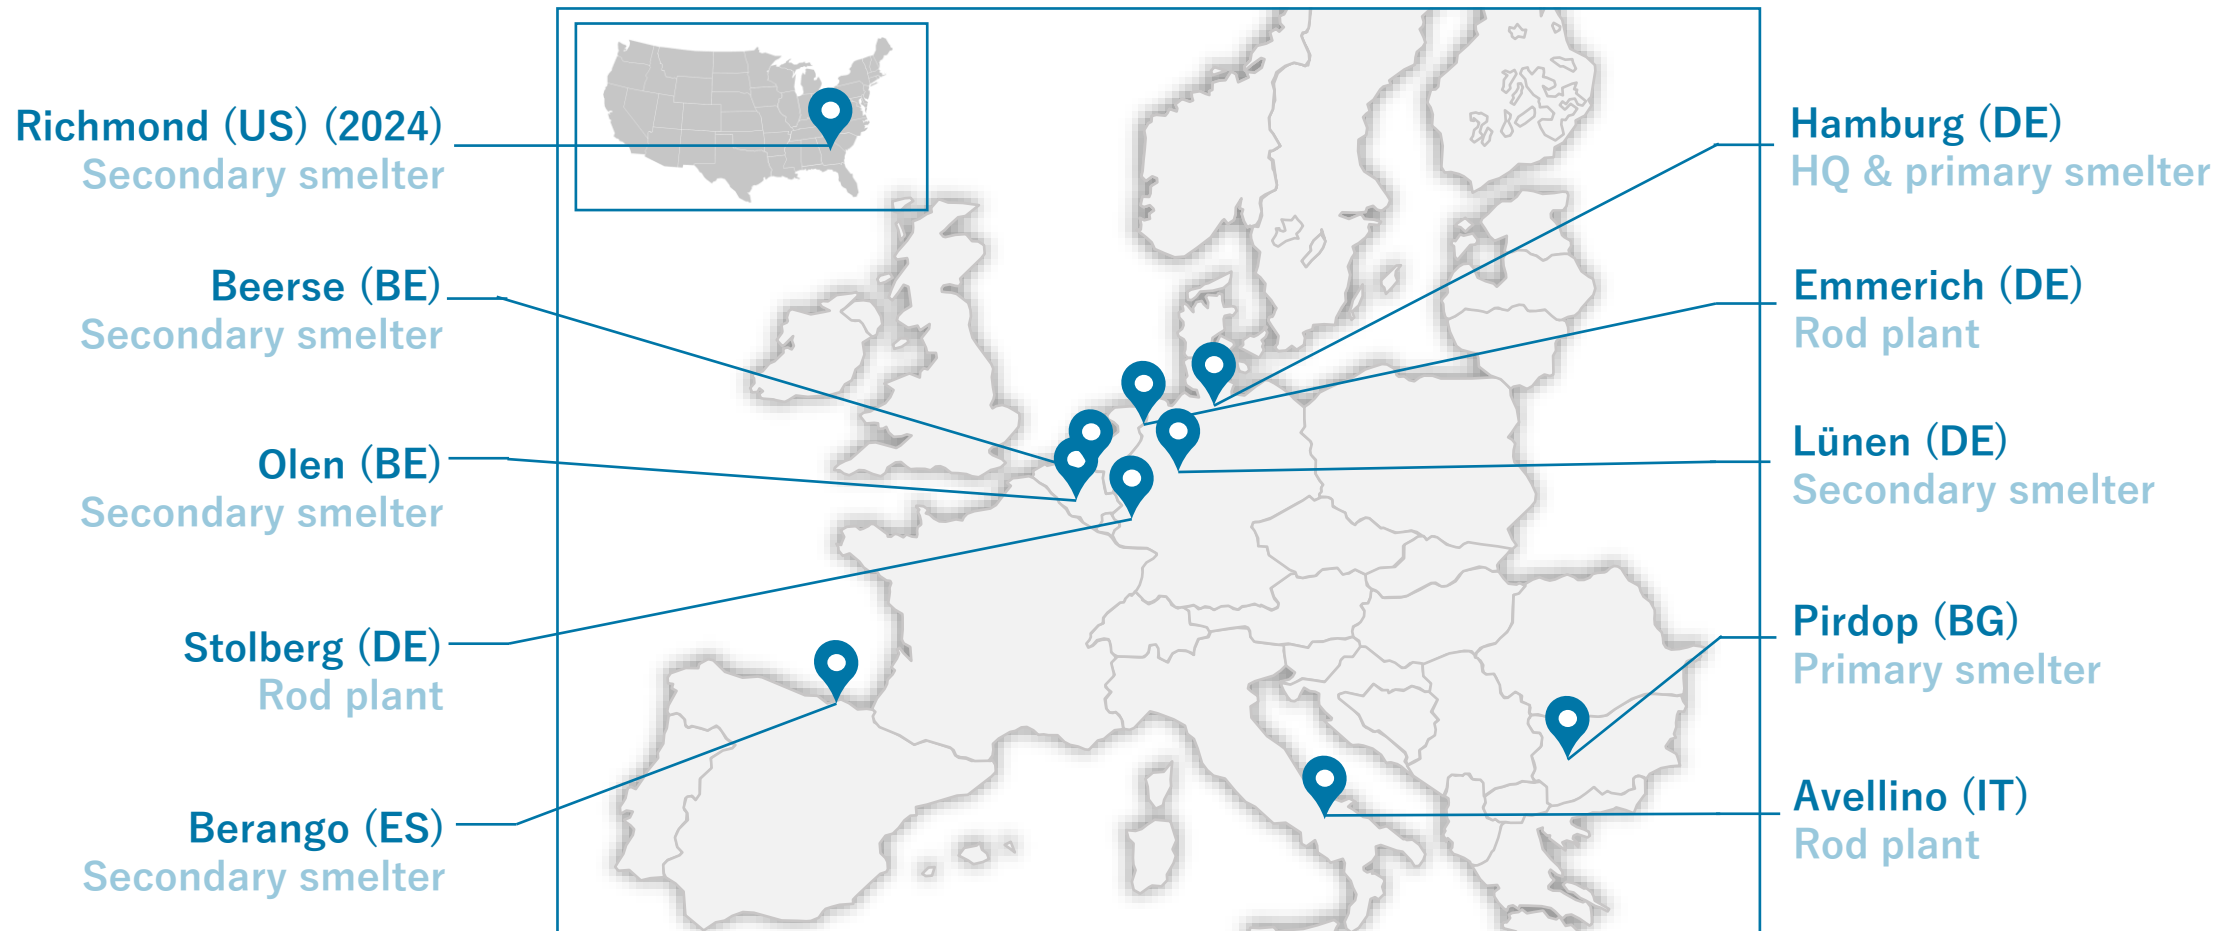 Richmond (US) (2024)
Secondary smelter
Beerse (BE)
Secondary smelter
Olen (BE)
Secondary smelter
Stolberg (DE)
Rod plant
Berango (ES)
Secondary smelter
Hamburg (DE)
HQ & primary smelter
Emmerich (DE)
Rod plant
Lünen (DE)
Secondary smelter
Pirdop (BG)
Primary smelter
Avellino (IT)
Rod plant